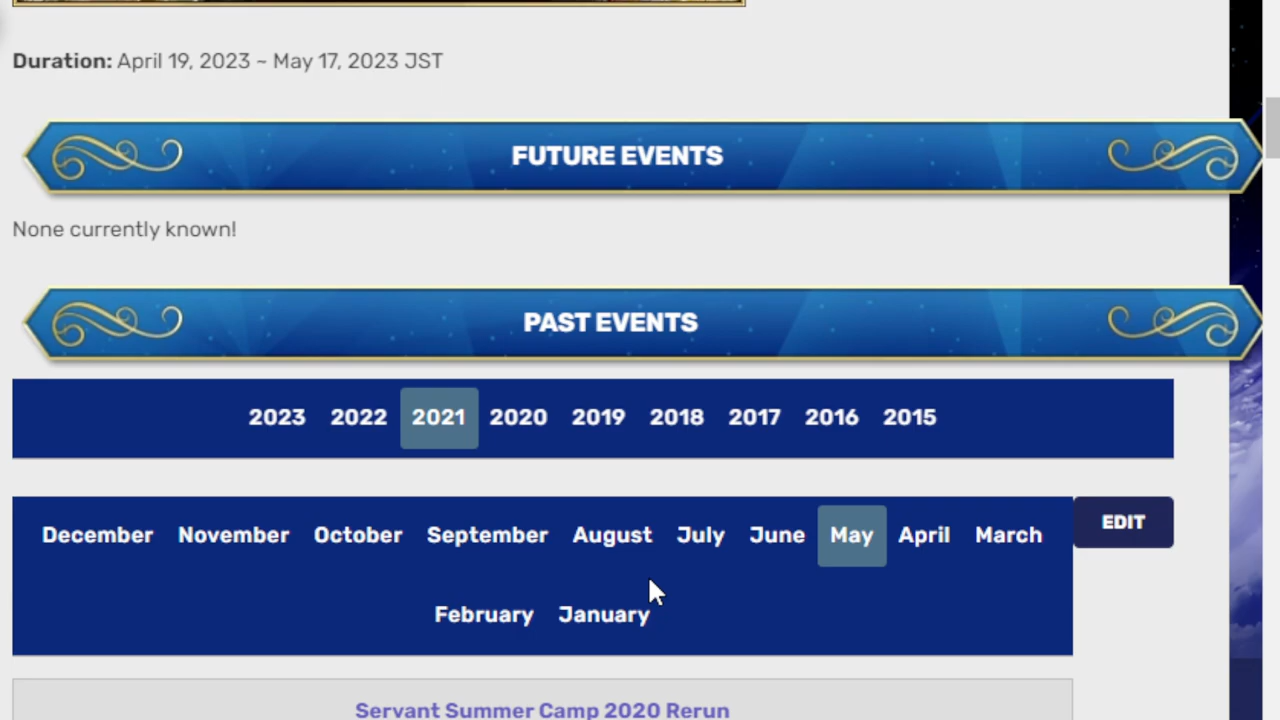 Duration: April 19, 2023 ~ May 17, 2023 JST
FUTURE EVENTS
None currently known!
PAST EVENTS
2023 2022 2021 2020 2019 2018 2017 2016 2015
December November October September August July June May April March
EDIT
February January
Servant Summer Camp 2020 Rerun